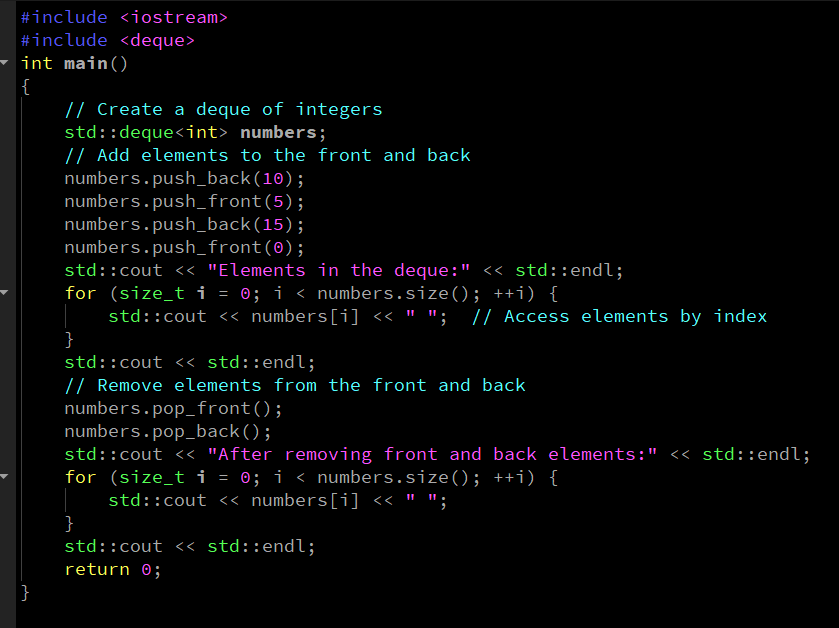 #include <iostream>
#include <deque>
int main()
{
    // Create a deque of integers
    std::deque<int> numbers;
    // Add elements to the front and back
    numbers.push_back(10);
    numbers.push_front(5);
    numbers.push_back(15);
    numbers.push_front(0);
    std::cout << "Elements in the deque:" << std::endl;
    for (size_t i = 0; i < numbers.size(); ++i) {
        std::cout << numbers[i] << " ";  // Access elements by index
    }
    std::cout << std::endl;
    // Remove elements from the front and back
    numbers.pop_front();
    numbers.pop_back();
    std::cout << "After removing front and back elements:" << std::endl;
    for (size_t i = 0; i < numbers.size(); ++i) {
        std::cout << numbers[i] << " ";
    }
    std::cout << std::endl;
    return 0;
}